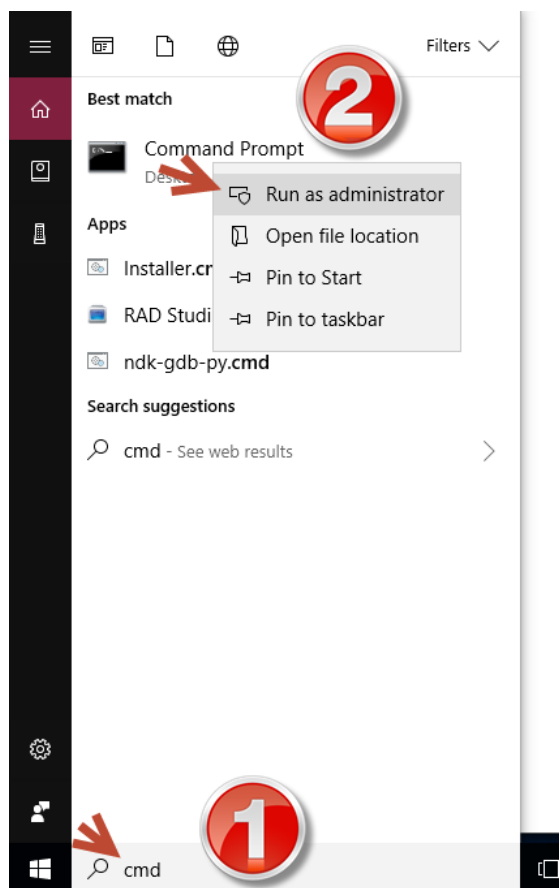 Filters
2
Best match
Command Prompt
Run as administrator
Apps
Open file location
Installer.
Pin to Start
RAD Studi
Pin to taskbar
ndk-gdb-py.cmd
Search suggestions
cmd - See web results
1
cmd